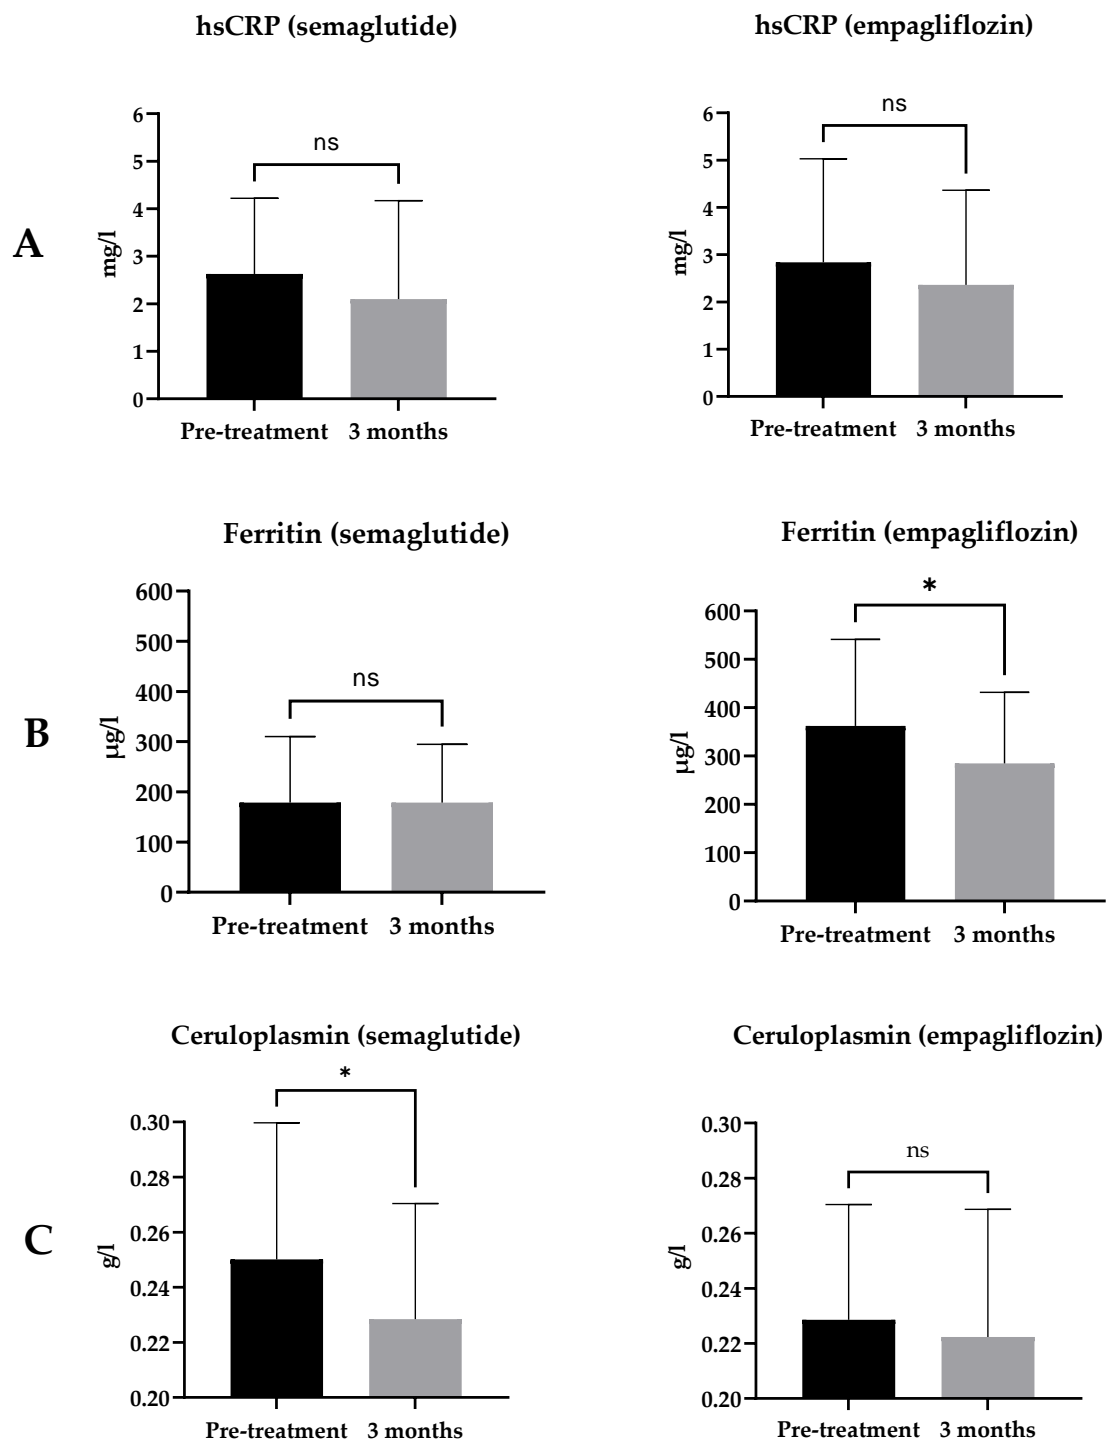 hsCRP (semaglutide)
hsCRP (empagliflozin)
A
mg/l
6
5
4
3
2
1
0
ns
Pre-treatment 3 months
mg/l
6
5
4
3
2
1
0
ns
Pre-treatment 3 months
Ferritin (semaglutide)
Ferritin (empagliflozin)
B
µg/l
600
500
400
300
200
100
0
ns
Pre-treatment 3 months
µg/l
600
500
400
300
200
100
0
*
Pre-treatment 3 months
Ceruloplasmin (semaglutide)
Ceruloplasmin (empagliflozin)
C
g/l
0.30
0.28
0.26
0.24
0.22
0.20
*
Pre-treatment 3 months
g/l
0.30
0.28
0.26
0.24
0.22
0.20
ns
Pre-treatment 3 months